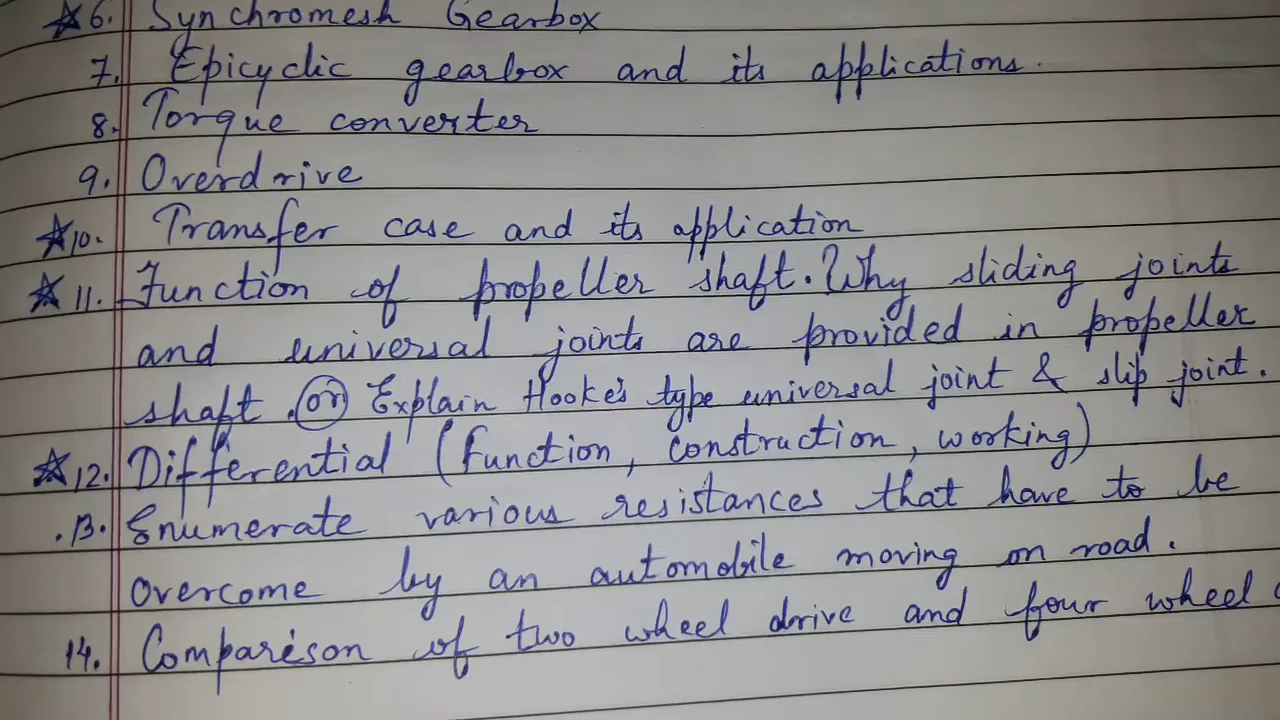 ☆6. Synchromesh Gearbox
7. Epicyclic gearbox and its applications.
8. Torque converter
9. Overdrive
☆10. Transfer case and its application
☆11. Function of propeller shaft. Why sliding joints
and universal joints are provided in propeller
shaft. (or) Explain Hooke's type universal joint & slip joint.
☆12. Differential (function, construction, working)
.13. Enumerate various resistances that have to be
overcome by an automobile moving on road.
14. Comparison of two wheel drive and four wheel